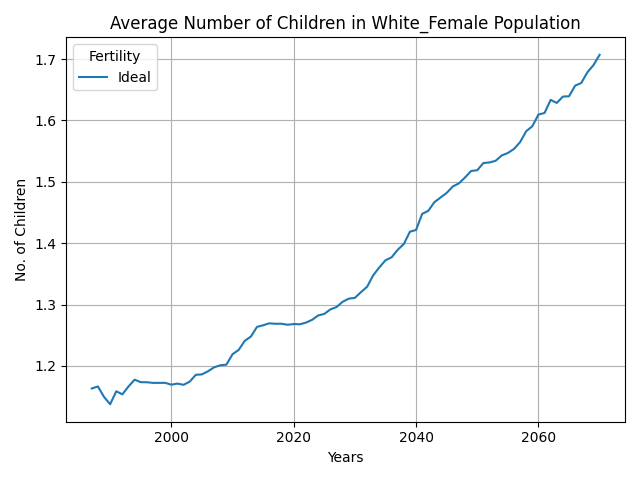 Average Number of Children in White_Female Population
Fertility
Ideal
No. of Children
1.7
1.6
1.5
1.4
1.3
1.2
2000 2020 2040 2060
Years